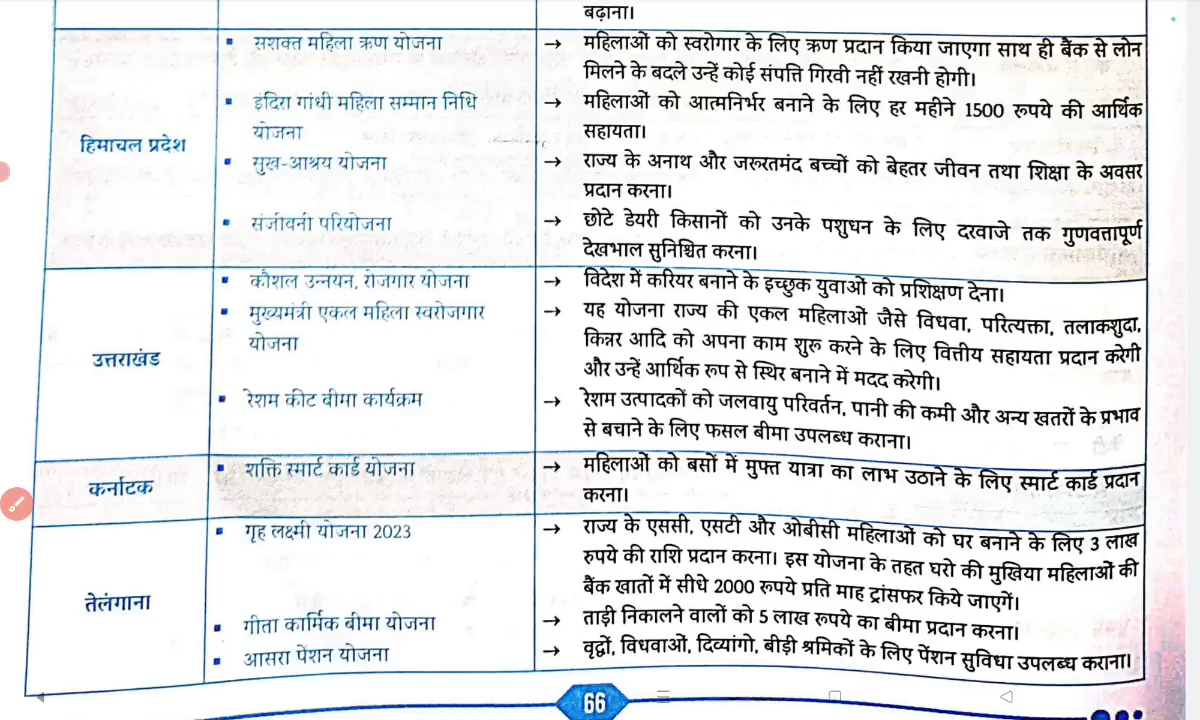 बढ़ाना।
हिमाचल प्रदेश
▪ सशक्त महिला ऋण योजना
→ महिलाओं को स्वरोगार के लिए ऋण प्रदान किया जाएगा साथ ही बैंक से लोन
मिलने के बदले उन्हें कोई संपत्ति गिरवी नहीं रखनी होगी।
▪ इंदिरा गांधी महिला सम्मान निधि
योजना
→ महिलाओं को आत्मनिर्भर बनाने के लिए हर महीने 1500 रुपये की आर्थिक
सहायता।
▪ सुख-आश्रय योजना
→ राज्य के अनाथ और जरूरतमंद बच्चों को बेहतर जीवन तथा शिक्षा के अवसर
प्रदान करना।
▪ संजीवनी परियोजना
→ छोटे डेयरी किसानों को उनके पशुधन के लिए दरवाजे तक गुणवतापूर्ण
देखभाल सुनिश्चित करना।
उत्तराखंड
▪ कौशल उन्नयन, रोजगार योजना
→ विदेश में करियर बनाने के इच्छुक युवाओं को प्रशिक्षण देना।
▪ मुख्यमंत्री एकल महिला स्वरोजगार
योजना
→ यह योजना राज्य की एकल महिलाओं जैसे विधवा, परित्यक्ता, तलाकशुदा,
किन्नर आदि को अपना काम शुरू करने के लिए वित्तीय सहायता प्रदान करेगी
और उन्हें आर्थिक रूप से स्थिर बनाने में मदद करेगी।
▪ रेशम कीट बीमा कार्यक्रम
→ रेशम उत्पादकों को जलवायु परिवर्तन, पानी की कमी और अन्य खतरों के प्रभाव
से बचाने के लिए फसल बीमा उपलब्ध कराना।
कर्नाटक
▪ शक्ति स्मार्ट कार्ड योजना
→ महिलाओं को बसों में मुफ्त यात्रा का लाभ उठाने के लिए स्मार्ट कार्ड प्रदान
करना।
तेलंगाना
▪ गृह लक्ष्मी योजना 2023
→ राज्य के एससी, एसटी और ओबीसी महिलाओं को घर बनाने के लिए 3 लाख
रुपये की राशि प्रदान करना। इस योजना के तहत घरो की मुखिया महिलाओं की
बैंक खातों में सीधे 2000 रूपये प्रति माह ट्रांसफर किये जाएगें।
▪ गीता कार्मिक बीमा योजना
→ ताड़ी निकालने वालों को 5 लाख रूपये का बीमा प्रदान करना।
▪ आसरा पेंशन योजना
→ वृद्दों, विधवाओं, दिव्यांगो, बीड़ी श्रमिकों के लिए पेंशन सुविधा उपलब्ध कराना।
66